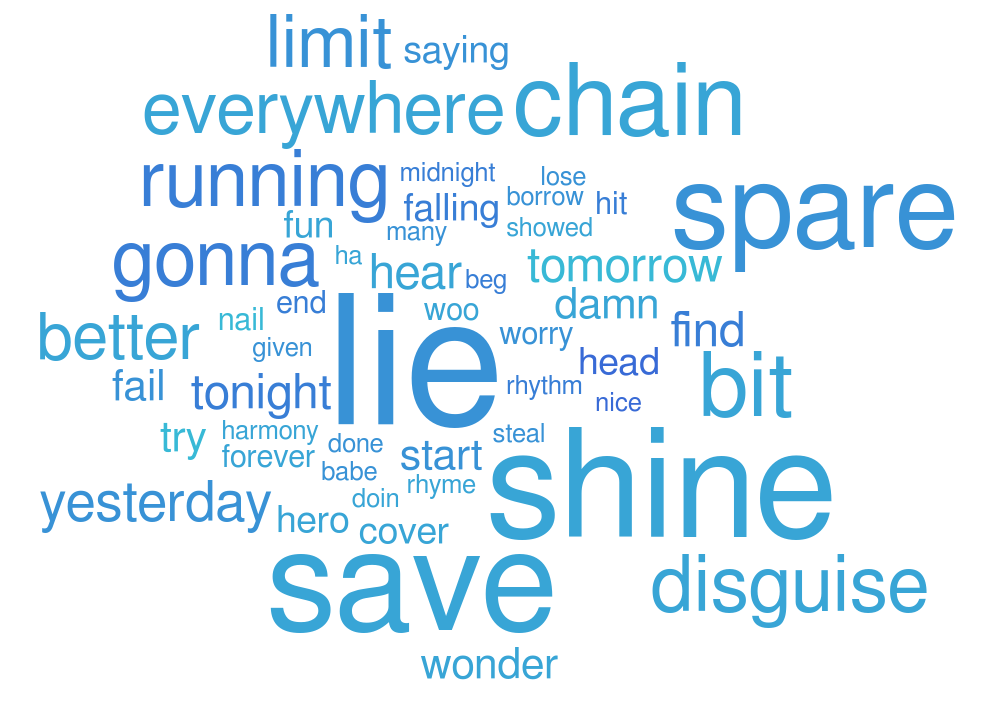 limit saying
everywhere chain
running midnight lose
falling borrow hit spare
fun many showed
gonna ha hear beg tomorrow
end lie woo damn
better nail worry find
given head bit
fail tonight rhythm nice
try harmony done steal
forever babe start shine
yesterday doin rhyme
hero cover
save disguise
wonder